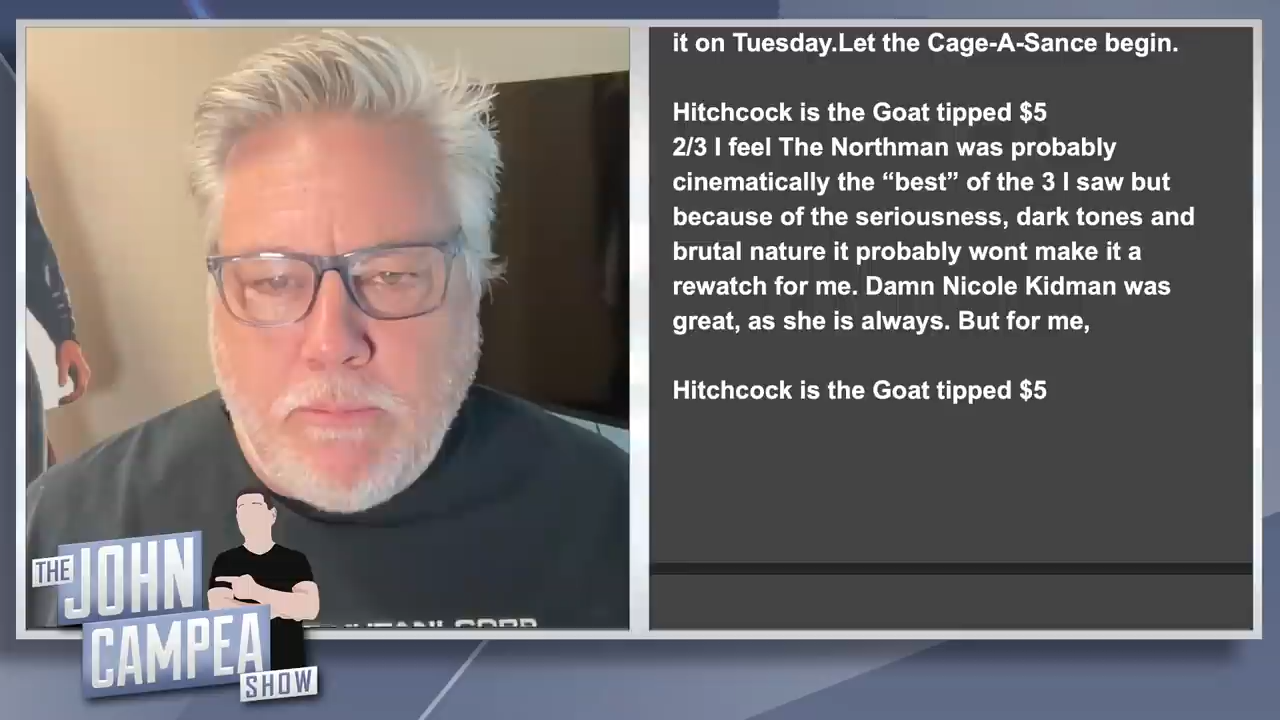 it on Tuesday.Let the Cage-A-Sance begin.
Hitchcock is the Goat tipped $5
2/3 I feel The Northman was probably
cinematically the “best” of the 3 I saw but
because of the seriousness, dark tones and
brutal nature it probably wont make it a
rewatch for me. Damn Nicole Kidman was
great, as she is always. But for me,
Hitchcock is the Goat tipped $5
THE
JOHN
CAMPEA
SHOW